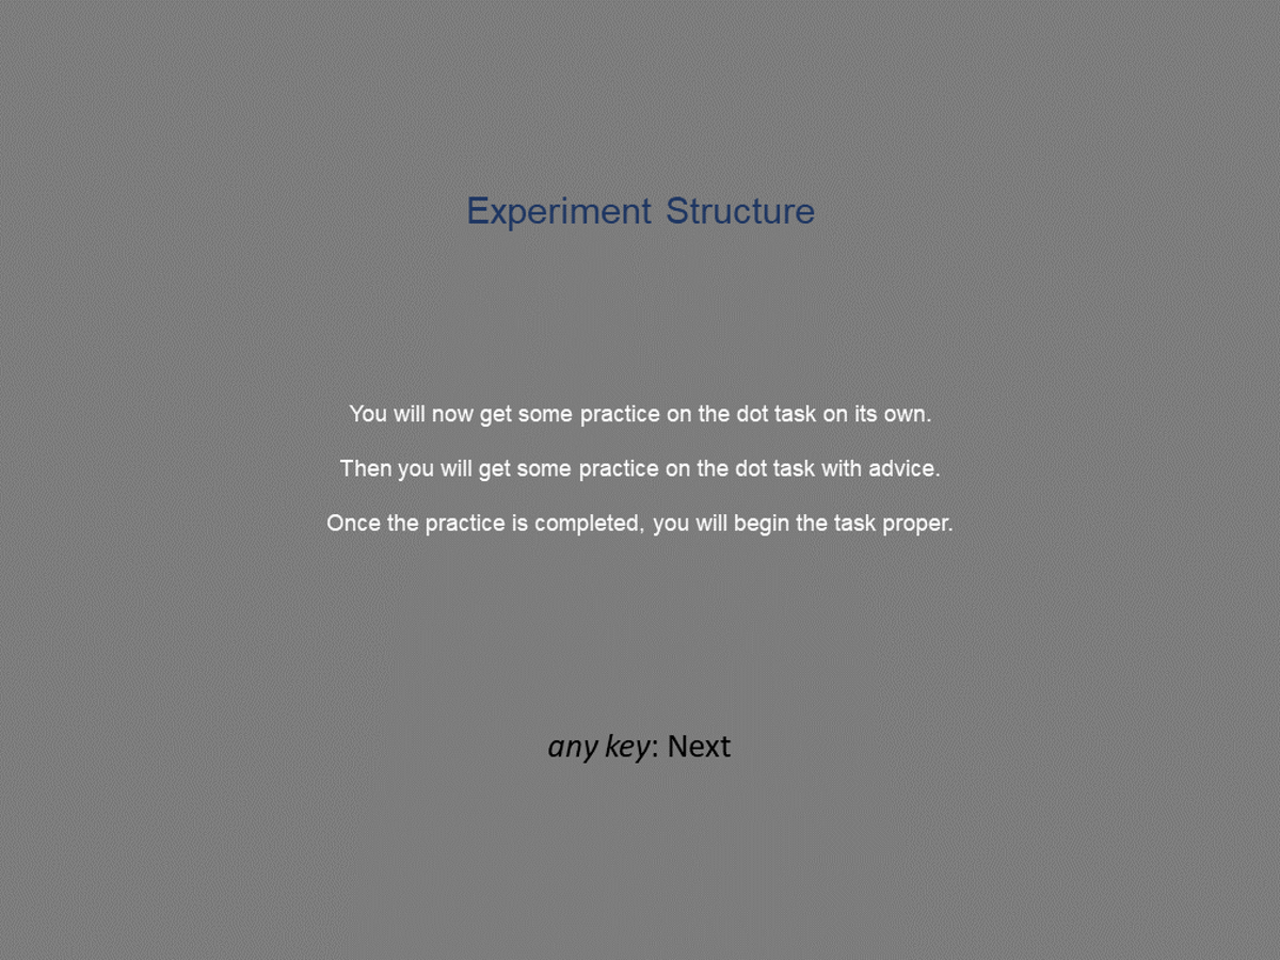 Experiment Structure
You will now get some practice on the dot task on its own.
Then you will get some practice on the dot task with advice.
Once the practice is completed, you will begin the task proper.
any key: Next